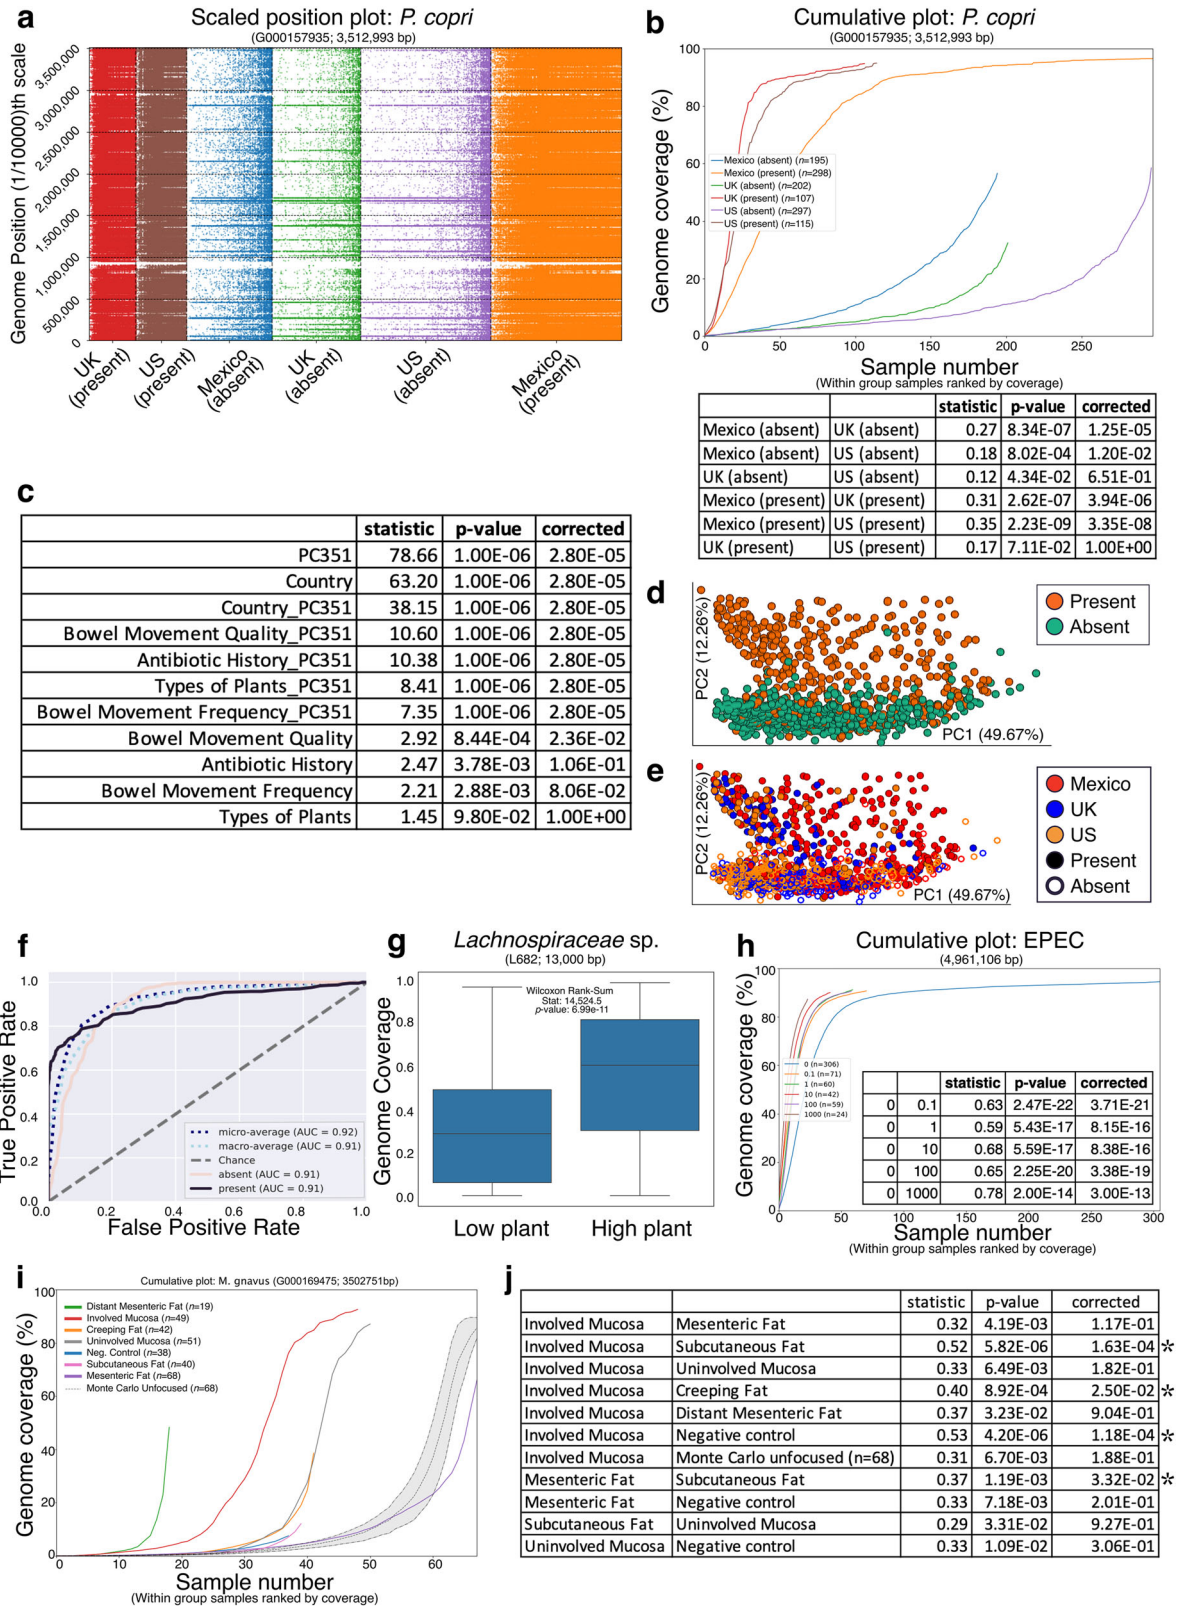 a
Scaled position plot: P. copri
(G000157935; 3,512,993 bp)
Genome Position (1/10000)th scale
3,500,000
3,000,000
2,500,000
2,000,000
1,500,000
1,000,000
500,000
0
UK (present)
US (present)
Mexico (absent)
UK (absent)
US (absent)
Mexico (present)
b
Cumulative plot: P. copri
(G000157935; 3,512,993 bp)
Genome coverage (%)
100
80
60
40
20
0
Mexico (absent) (n=195)
Mexico (present) (n=298)
UK (absent) (n=202)
UK (present) (n=107)
US (absent) (n=297)
US (present) (n=115)
0 50 100 150 200 250
Sample number
(Within group samples ranked by coverage)
statistic p-value corrected
Mexico (absent) UK (absent) 0.27 8.34E-07 1.25E-05
Mexico (absent) US (absent) 0.18 8.02E-04 1.20E-02
UK (absent) US (absent) 0.12 4.34E-02 6.51E-01
Mexico (present) UK (present) 0.31 2.62E-07 3.94E-06
Mexico (present) US (present) 0.35 2.23E-09 3.35E-08
UK (present) US (present) 0.17 7.11E-02 1.00E+00
c
statistic p-value corrected
PC351 78.66 1.00E-06 2.80E-05
Country 63.20 1.00E-06 2.80E-05
Country_PC351 38.15 1.00E-06 2.80E-05
Bowel Movement Quality_PC351 10.60 1.00E-06 2.80E-05
Antibiotic History_PC351 10.38 1.00E-06 2.80E-05
Types of Plants_PC351 8.41 1.00E-06 2.80E-05
Bowel Movement Frequency_PC351 7.35 1.00E-06 2.80E-05
Bowel Movement Quality 2.92 8.44E-04 2.36E-02
Antibiotic History 2.47 3.78E-03 1.06E-01
Bowel Movement Frequency 2.21 2.88E-03 8.06E-02
Types of Plants 1.45 9.80E-02 1.00E+00
d
PC2 (12.26%)
PC1 (49.67%)
Present
Absent
e
PC2 (12.26%)
PC1 (49.67%)
Mexico
UK
US
Present
Absent
f
True Positive Rate
1.0
0.8
0.6
0.4
0.2
0.0
micro-average (AUC = 0.92)
macro-average (AUC = 0.91)
Chance
absent (AUC = 0.91)
present (AUC = 0.91)
0.0 0.2 0.4 0.6 0.8 1.0
False Positive Rate
g
Lachnospiraceae sp.
(L682; 13,000 bp)
Genome Coverage
1.0
0.8
0.6
0.4
0.2
0.0
Wilcoxon Rank-Sum
Stat: 14,524.5
p-value: 6.99e-11
Low plant High plant
h
Cumulative plot: EPEC
(4,961,106 bp)
Genome coverage (%)
100
80
60
40
20
0
0 (n=306)
0.1 (n=71)
1 (n=60)
10 (n=42)
100 (n=59)
1000 (n=24)
statistic p-value corrected
0 0.1 0.63 2.47E-22 3.71E-21
0 1 0.59 5.43E-17 8.15E-16
0 10 0.68 5.59E-17 8.38E-16
0 100 0.65 2.25E-20 3.38E-19
0 1000 0.78 2.00E-14 3.00E-13
0 50 100 150 200 250 300
Sample number
(Within group samples ranked by coverage)
i
Cumulative plot: M. gnavus (G000169475; 3502751bp)
Genome coverage (%)
100
80
60
40
20
0
Distant Mesenteric Fat (n=19)
Involved Mucosa (n=49)
Creeping Fat (n=42)
Uninvolved Mucosa (n=51)
Neg. Control (n=38)
Subcutaneous Fat (n=40)
Mesenteric Fat (n=68)
Monte Carlo Unfocused (n=68)
0 10 20 30 40 50 60
Sample number
(Within group samples ranked by coverage)
j
statistic p-value corrected
Involved Mucosa Mesenteric Fat 0.32 4.19E-03 1.17E-01
Involved Mucosa Subcutaneous Fat 0.52 5.82E-06 1.63E-04 *
Involved Mucosa Uninvolved Mucosa 0.33 6.49E-03 1.82E-01
Involved Mucosa Creeping Fat 0.40 8.92E-04 2.50E-02 *
Involved Mucosa Distant Mesenteric Fat 0.37 3.23E-02 9.04E-01
Involved Mucosa Negative control 0.53 4.20E-06 1.18E-04 *
Involved Mucosa Monte Carlo unfocused (n=68) 0.31 6.70E-03 1.88E-01
Mesenteric Fat Subcutaneous Fat 0.37 1.19E-03 3.32E-02 *
Mesenteric Fat Negative control 0.33 7.18E-03 2.01E-01
Subcutaneous Fat Uninvolved Mucosa 0.29 3.31E-02 9.27E-01
Uninvolved Mucosa Negative control 0.33 1.09E-02 3.06E-01